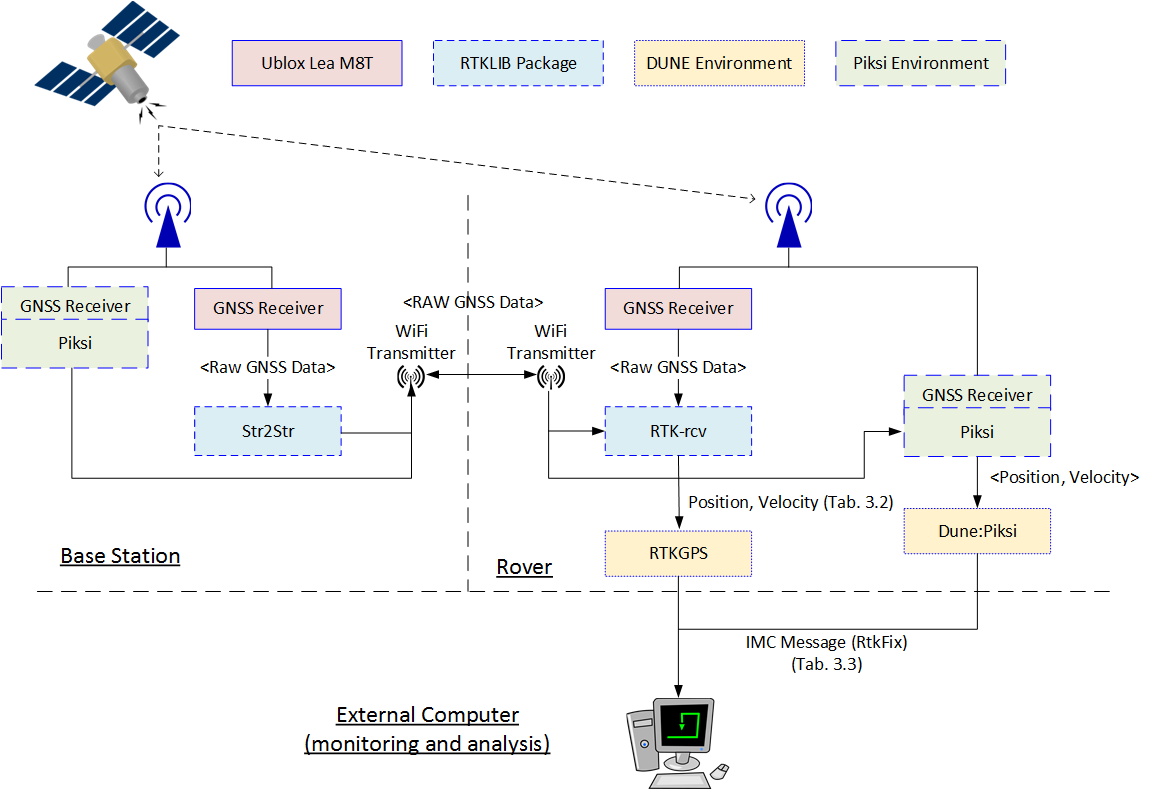 Ublox Lea M8T
RTKLIB Package
DUNE Environment
Piksi Environment
GNSS Receiver
Piksi
GNSS Receiver
<Raw GNSS Data>
Str2Str
<RAW GNSS Data>
WiFi
Transmitter
WiFi
Transmitter
GNSS Receiver
<Raw GNSS Data>
RTK-rcv
GNSS Receiver
Piksi
<Position, Velocity>
Position, Velocity (Tab. 3.2)
RTKGPS
Dune:Piksi
Base Station
Rover
IMC Message (RtkFix)
(Tab. 3.3)
External Computer
(monitoring and analysis)